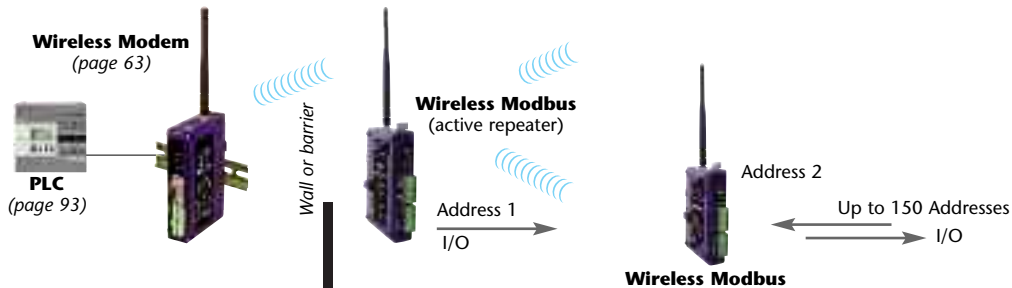 Wireless Modem
(page 63)
PLC
(page 93)
Wall or barrier
Wireless Modbus
(active repeater)
Address 1
I/O
Address 2
Up to 150 Addresses
I/O
Wireless Modbus